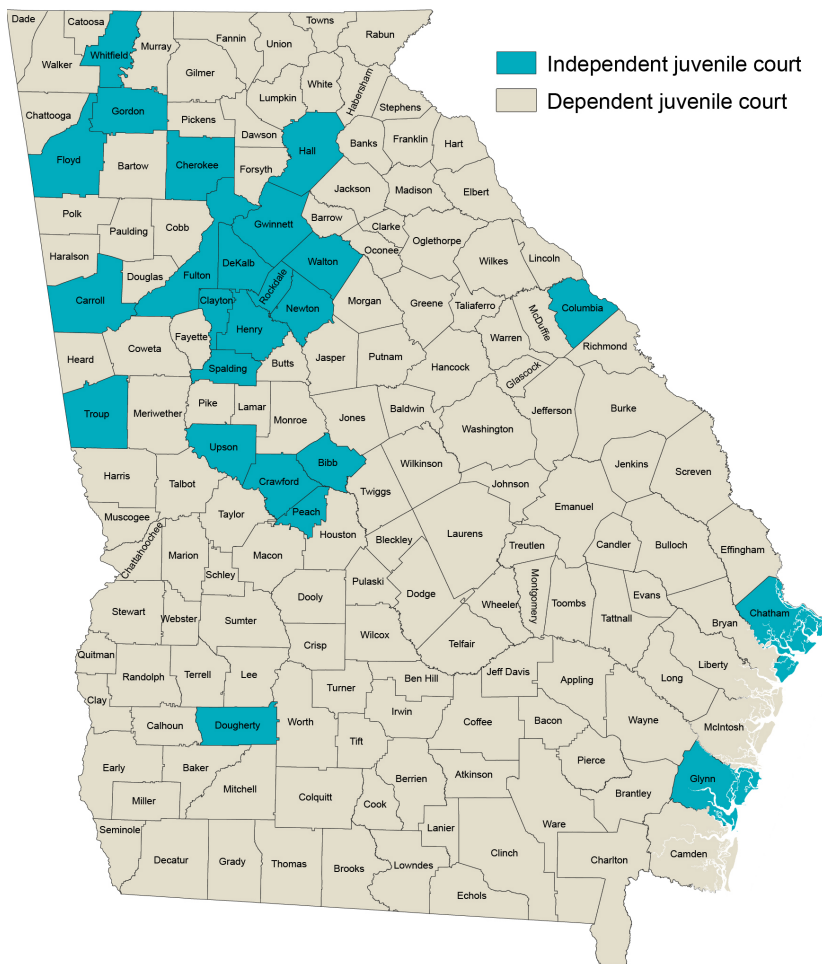 Dade
Catoosa
Whitfield
Murray
Fannin
Union
Towns
Rabun
Walker
Gilmer
White
Habersham
Lumpkin
Stephens
Chattooga
Gordon
Pickens
Dawson
Hall
Banks
Franklin
Hart
Floyd
Bartow
Cherokee
Forsyth
Jackson
Madison
Elbert
Polk
Paulding
Cobb
Gwinnett
Barrow
Clarke
Oconee
Oglethorpe
Wilkes
Lincoln
Haralson
Douglas
Fulton
DeKalb
Rockdale
Walton
Carroll
Clayton
Newton
Morgan
Greene
Taliaferro
McDuffie
Columbia
Henry
Fayette
Heard
Coweta
Spalding
Butts
Jasper
Putnam
Hancock
Warren
Richmond
Glascock
Troup
Meriwether
Pike
Lamar
Monroe
Jones
Baldwin
Washington
Jefferson
Burke
Upson
Bibb
Wilkinson
Crawford
Harris
Talbot
Peach
Twiggs
Johnson
Jenkins
Screven
Emanuel
Muscogee
Taylor
Houston
Bleckley
Laurens
Treutlen
Candler
Bulloch
Effingham
Chattahoochee
Marion
Macon
Schley
Pulaski
Dodge
Montgomery
Dooly
Wheeler
Toombs
Evans
Tattnall
Chatham
Bryan
Stewart
Webster
Sumter
Crisp
Wilcox
Telfair
Quitman
Randolph
Terrell
Lee
Turner
Ben Hill
Jeff Davis
Appling
Long
Liberty
Clay
Calhoun
Dougherty
Worth
Irwin
Coffee
Bacon
Wayne
McIntosh
Tift
Early
Baker
Mitchell
Berrien
Atkinson
Pierce
Glynn
Miller
Colquitt
Cook
Brantley
Seminole
Lanier
Ware
Decatur
Grady
Thomas
Brooks
Lowndes
Clinch
Charlton
Camden
Echols
Independent juvenile court
Dependent juvenile court